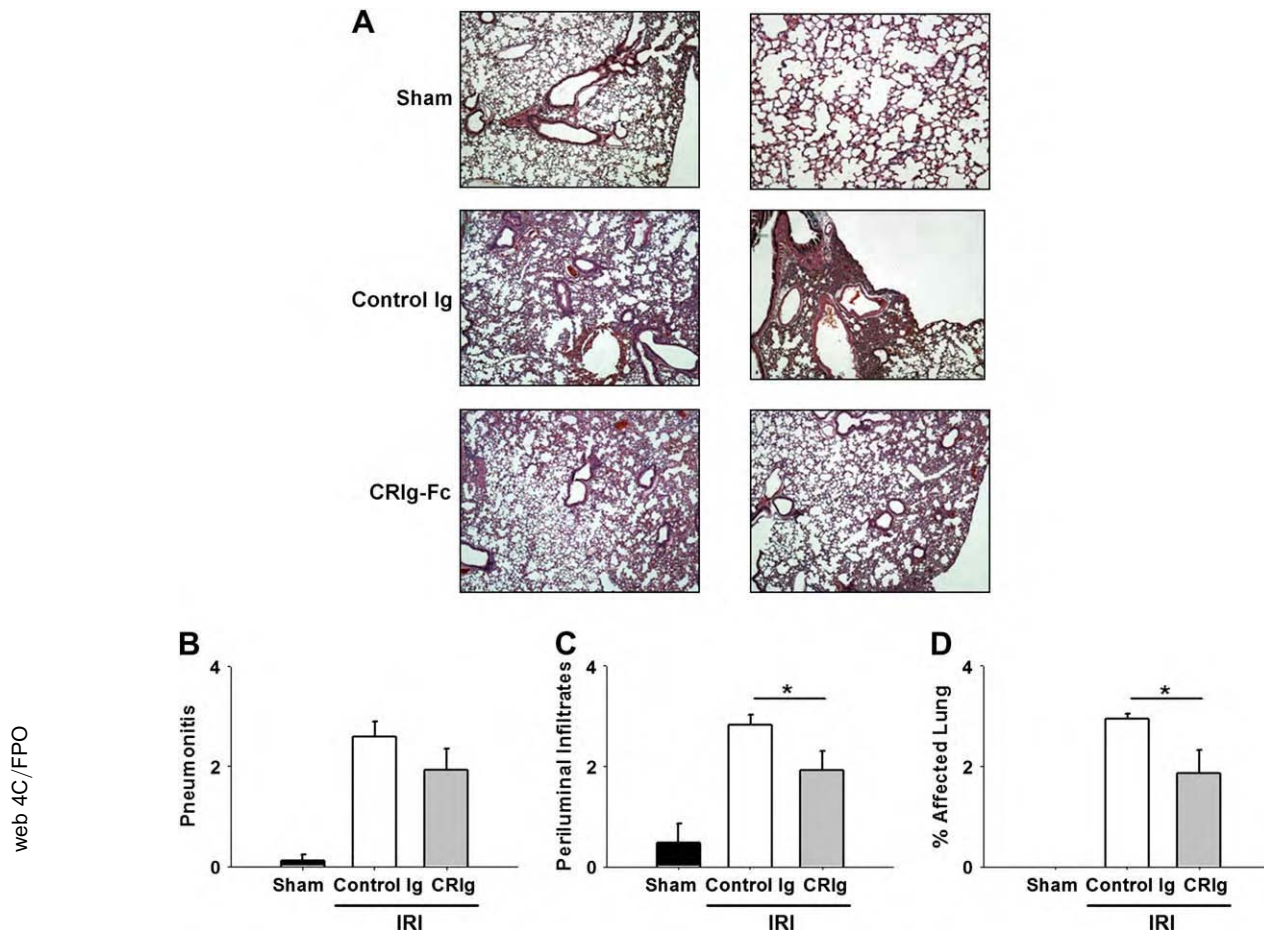 A
Sham
Control Ig
CRIg-Fc
web 4C/FPO
B
4
2
0
Pneumonitis
Sham Control Ig CRIg
IRI
C
4
2
0
Periluminal Infiltrates
*
Sham Control Ig CRIg
IRI
D
4
2
0
% Affected Lung
*
Sham Control Ig CRIg
IRI